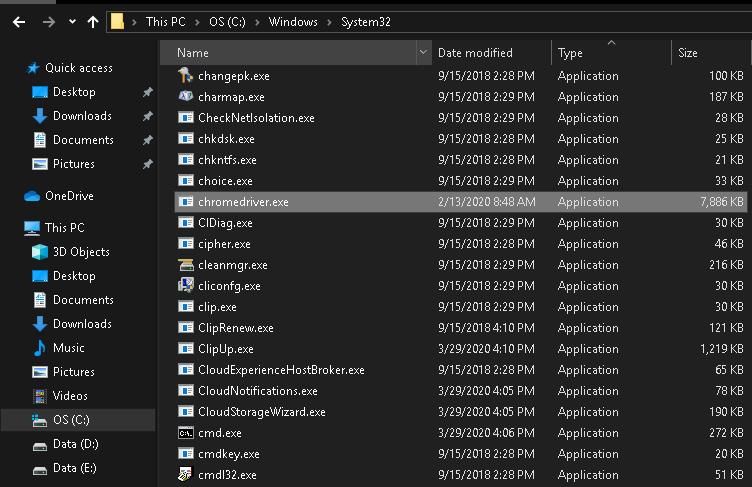 This PC > OS (C:) > Windows > System32
Name Date modified Type Size
Quick access
Desktop
Downloads
Documents
Pictures
OneDrive
This PC
3D Objects
Desktop
Documents
Downloads
Music
Pictures
Videos
OS (C:)
Data (D:)
Data (E:)
changepk.exe 9/15/2018 2:28 PM Application 100 KB
charmap.exe 9/15/2018 2:29 PM Application 187 KB
CheckNetIsolation.exe 9/15/2018 2:29 PM Application 28 KB
chkdsk.exe 9/15/2018 2:28 PM Application 25 KB
chkntfs.exe 9/15/2018 2:28 PM Application 21 KB
choice.exe 9/15/2018 2:29 PM Application 33 KB
chromedriver.exe 2/13/2020 8:48 AM Application 7,886 KB
CIDiag.exe 9/15/2018 2:29 PM Application 30 KB
cipher.exe 9/15/2018 2:28 PM Application 46 KB
cleanmgr.exe 9/15/2018 2:29 PM Application 216 KB
cliconfg.exe 9/15/2018 2:29 PM Application 30 KB
clip.exe 9/15/2018 2:29 PM Application 30 KB
ClipRenew.exe 9/15/2018 4:10 PM Application 121 KB
ClipUp.exe 3/29/2020 4:10 PM Application 1,219 KB
CloudExperienceHostBroker.exe 9/15/2018 2:28 PM Application 65 KB
CloudNotifications.exe 3/29/2020 4:05 PM Application 78 KB
CloudStorageWizard.exe 3/29/2020 4:05 PM Application 190 KB
cmd.exe 3/29/2020 4:06 PM Application 272 KB
cmdkey.exe 9/15/2018 2:28 PM Application 20 KB
cmdl32.exe 9/15/2018 2:28 PM Application 51 KB